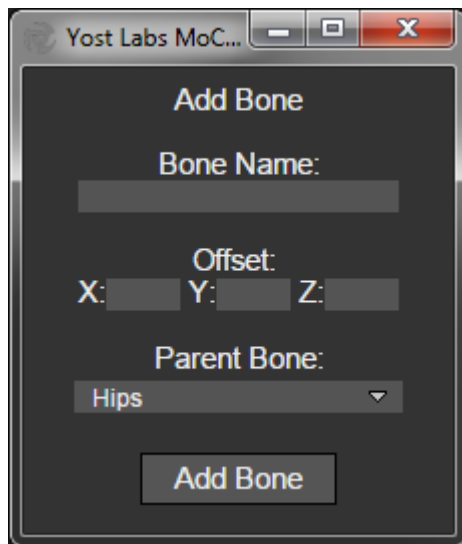 Yost Labs MoC...
Add Bone
Bone Name:
Offset:
X: Y: Z:
Parent Bone:
Hips
Add Bone